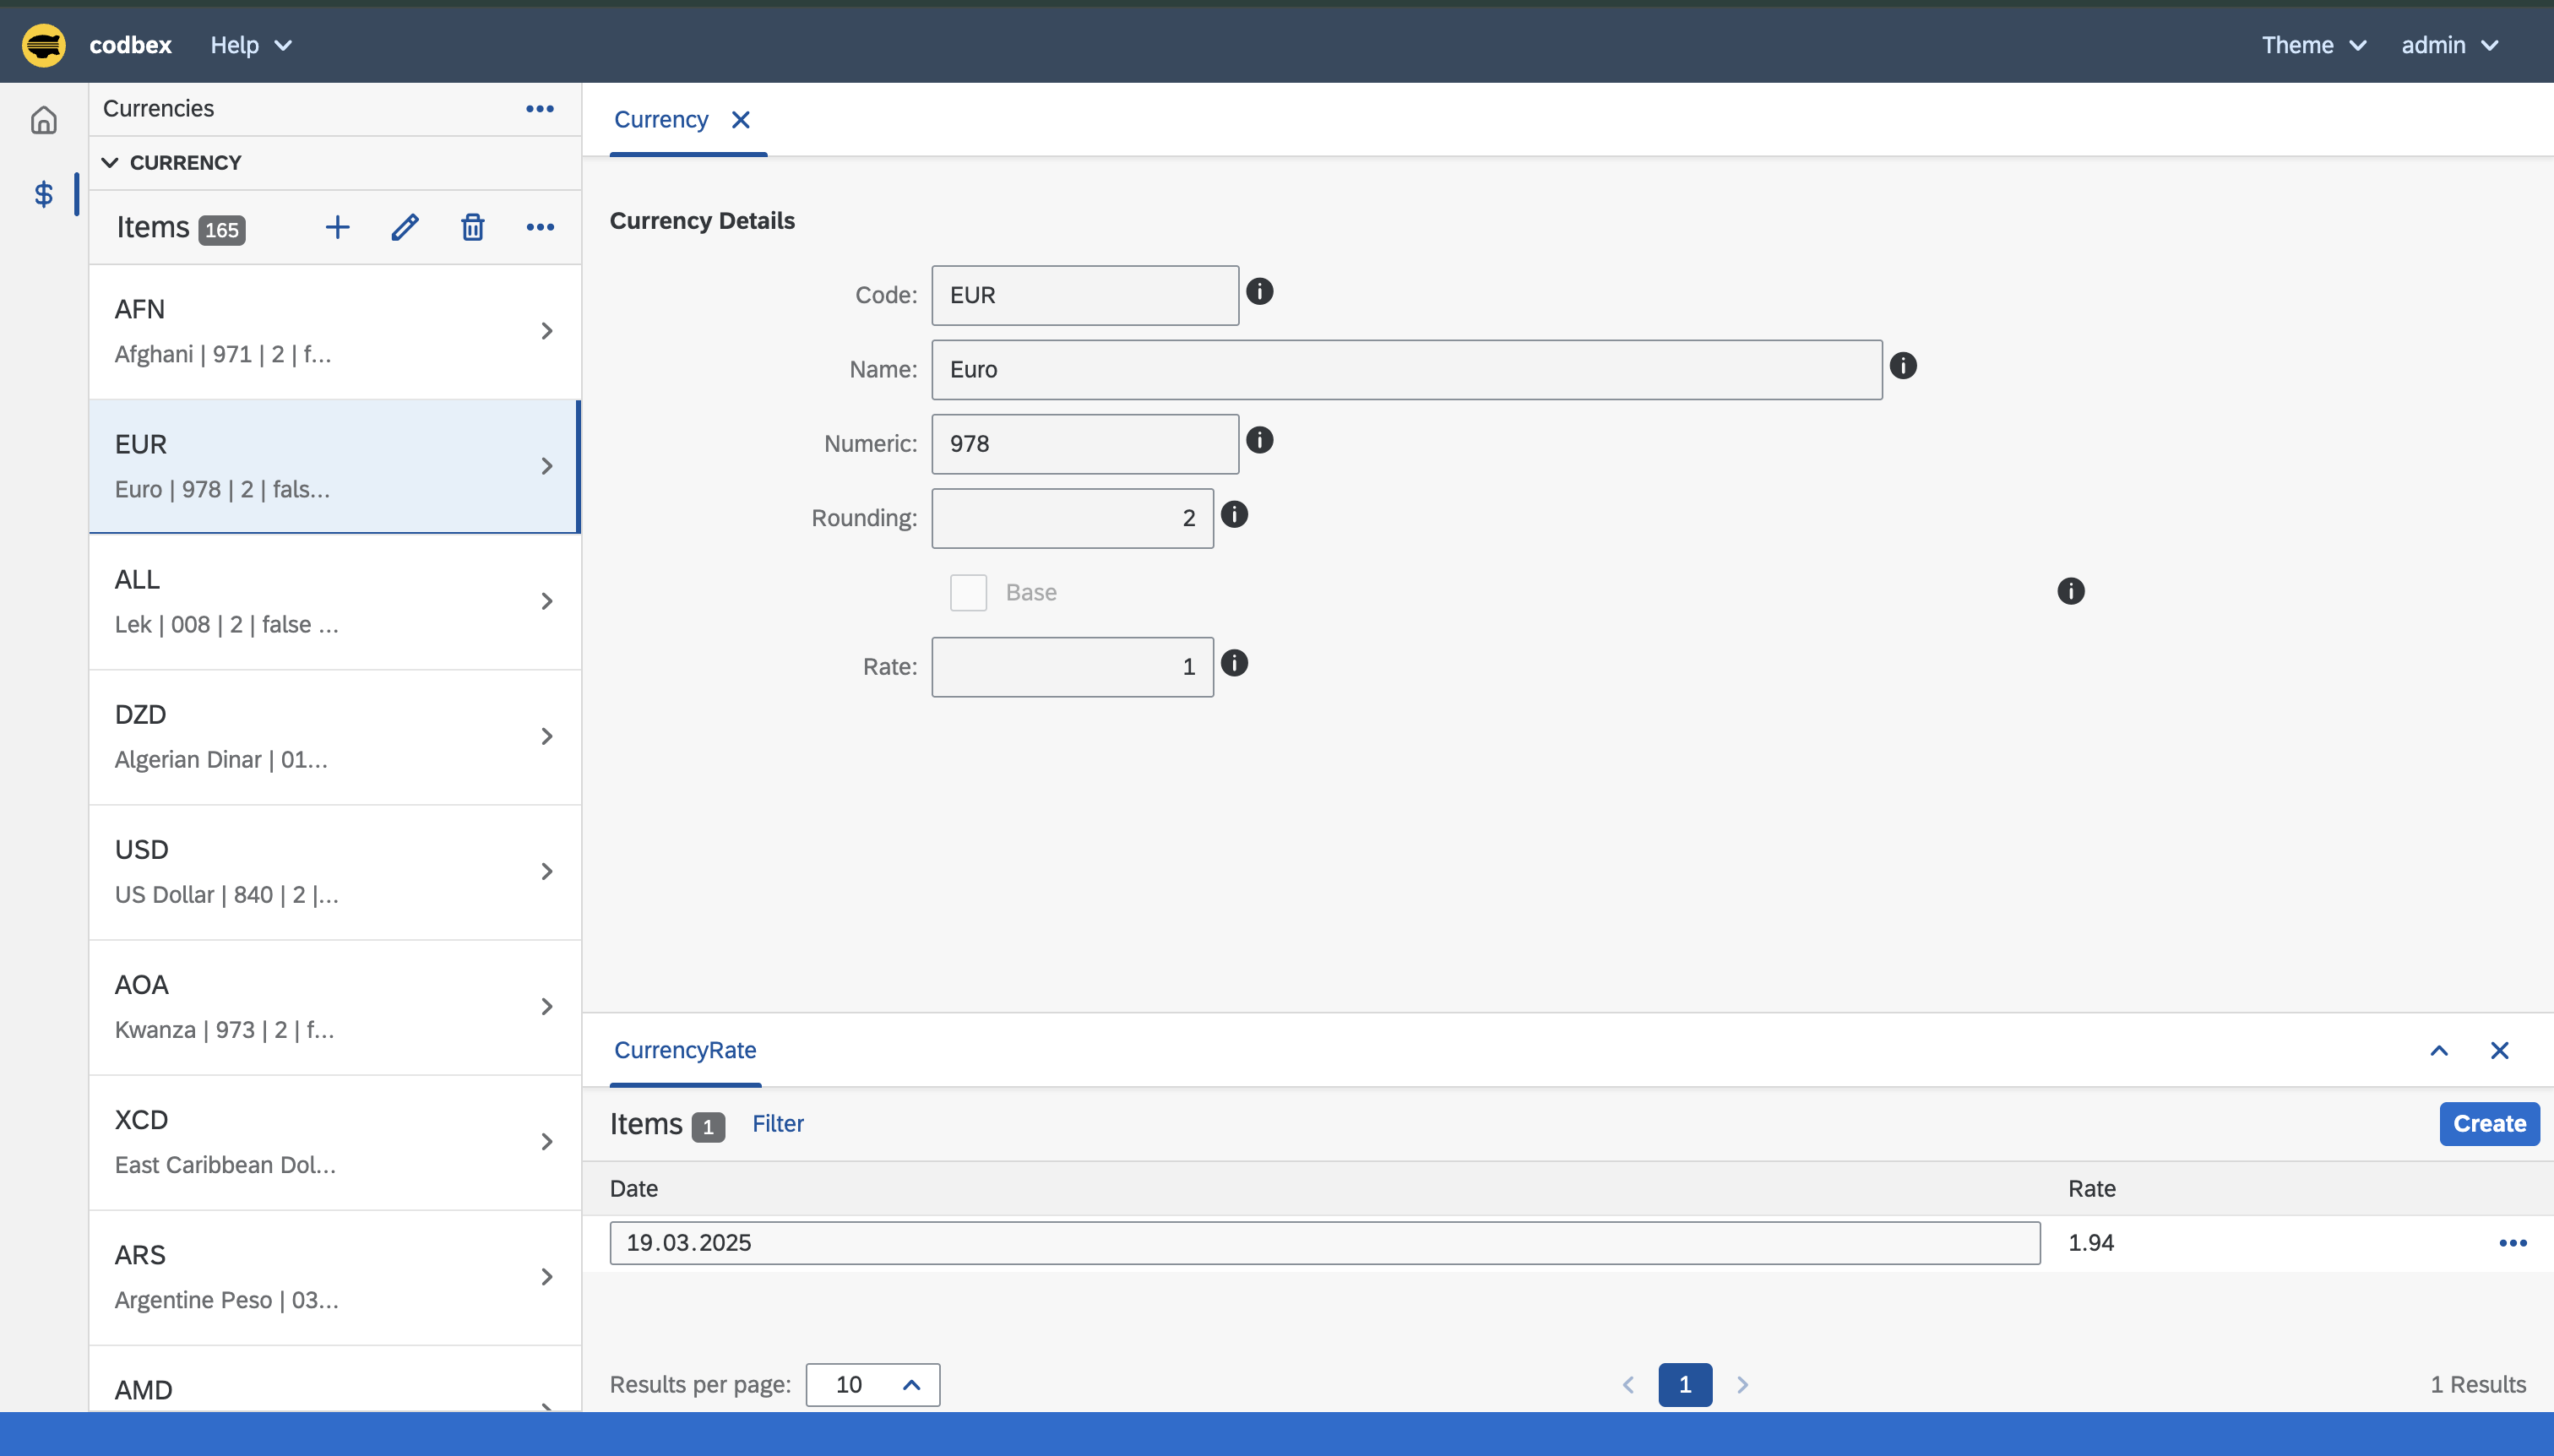 codbex
Help
Theme
admin
Currencies
CURRENCY
Items 165
AFN
Afghani | 971 | 2 | f...
EUR
Euro | 978 | 2 | fals...
ALL
Lek | 008 | 2 | false ...
DZD
Algerian Dinar | 01...
USD
US Dollar | 840 | 2 |...
AOA
Kwanza | 973 | 2 | f...
XCD
East Caribbean Dol...
ARS
Argentine Peso | 03...
AMD
Currency
Currency Details
Code: EUR
Name: Euro
Numeric: 978
Rounding: 2
Base
Rate: 1
CurrencyRate
Items 1 Filter
Create
Date Rate
19.03.2025 1.94
Results per page: 10
1
1 Results